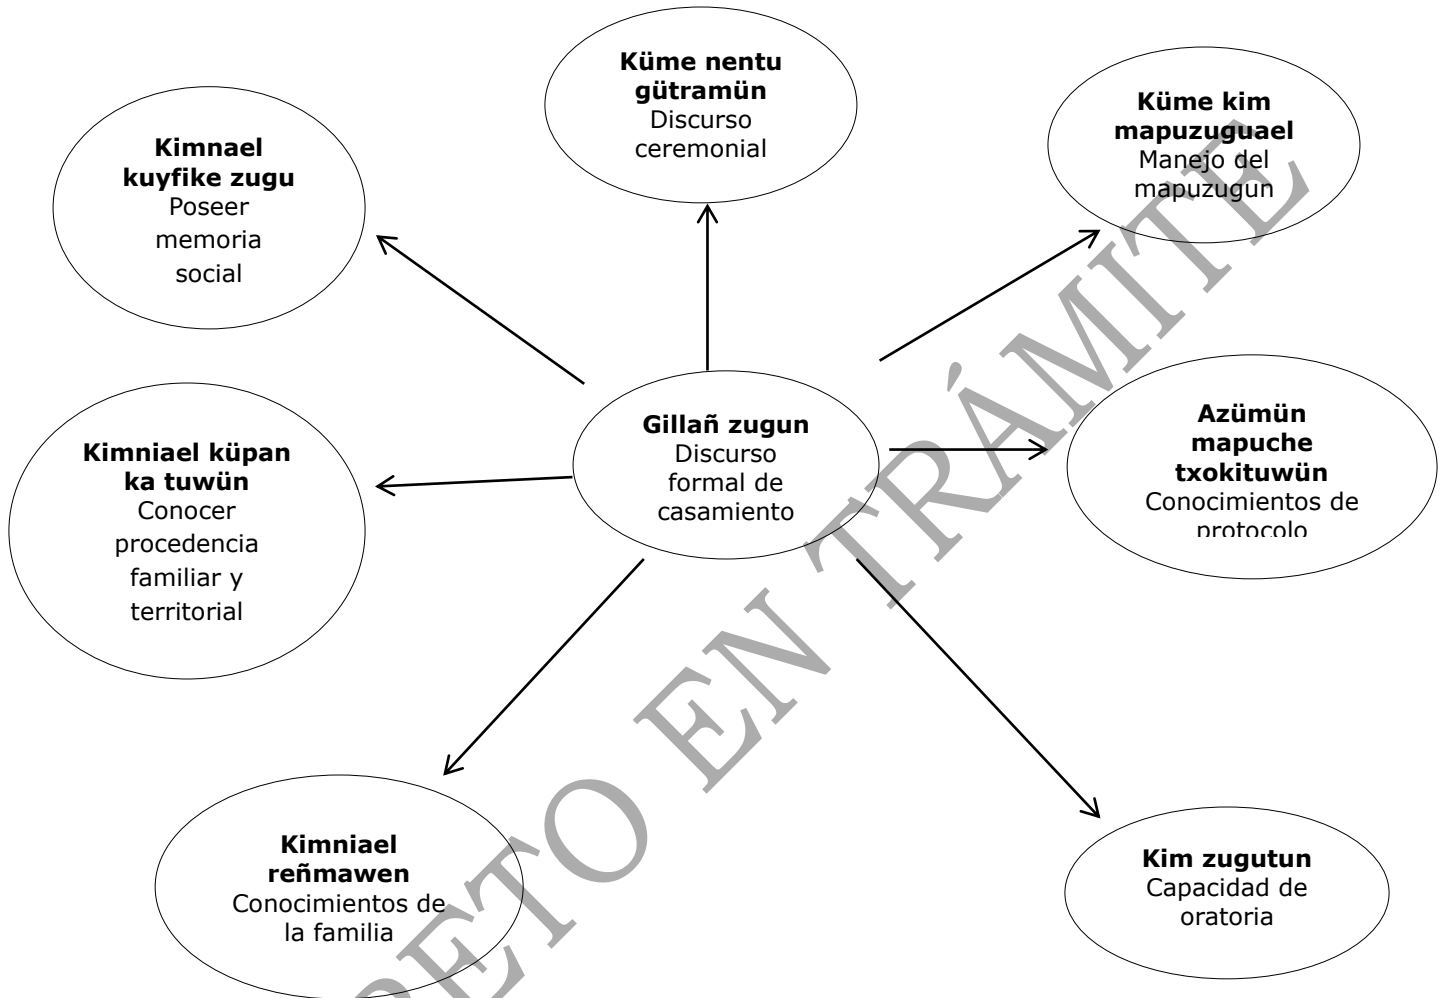 Küme nentu
gütramün
Discurso
ceremonial
Küme kim
mapuzuguael
Manejo del
mapuzugun
Kimnael
kuyfike zugu
Poseer
memoria
social
Gillañ zugun
Discurso
formal de
casamiento
Azümün
mapuche
txokituwün
Conocimientos de
protocolo
Kimniael küpan
ka tuwün
Conocer
procedencia
familiar y
territorial
Kimniael
reñmawen
Conocimientos de
la familia
Kim zugutun
Capacidad de
oratoria
RETO EN TRÁMITE